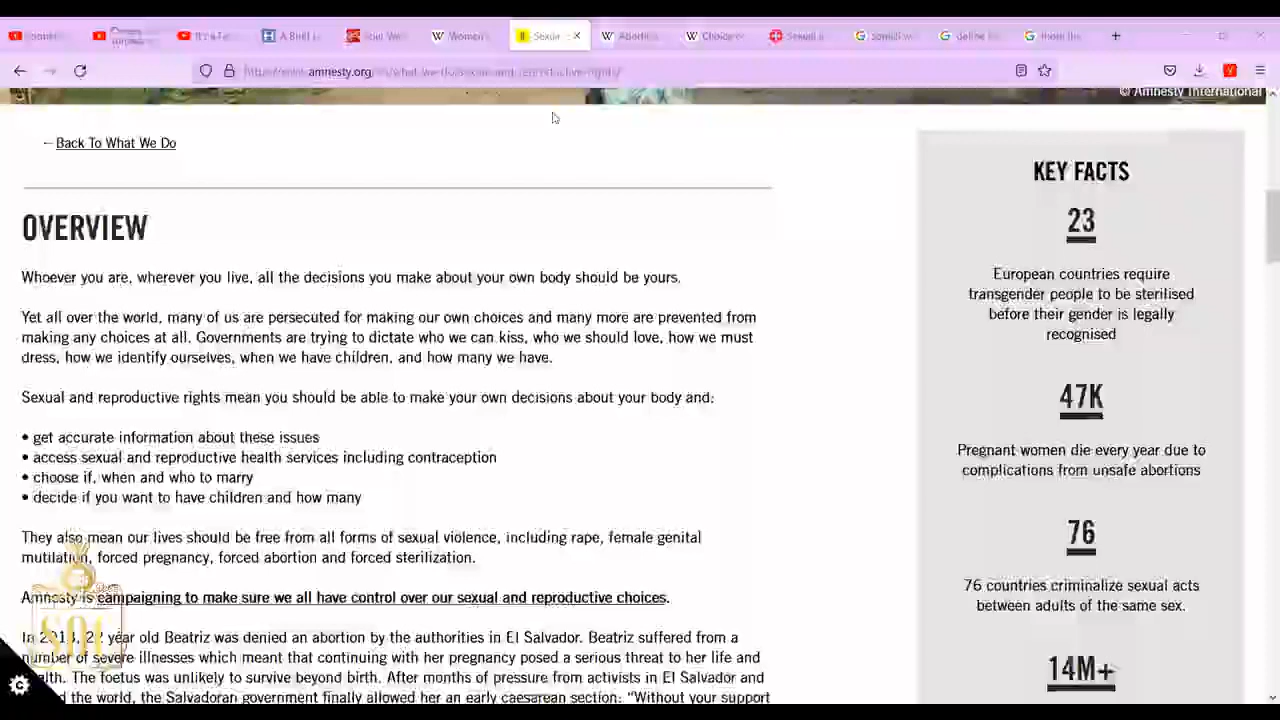 It's a
Women's
Sexua
Abortion
Choice
Sexual a
define
amnesty.org
© Amnesty International
←Back To What We Do
OVERVIEW
Whoever you are, wherever you live, all the decisions you make about your own body should be yours.
Yet all over the world, many of us are persecuted for making our own choices and many more are prevented from
making any choices at all. Governments are trying to dictate who we can kiss, who we should love, how we must
dress, how we identify ourselves, when we have children, and how many we have.
Sexual and reproductive rights mean you should be able to make your own decisions about your body and:
• get accurate information about these issues
• access sexual and reproductive health services including contraception
• choose if, when and who to marry
• decide if you want to have children and how many
They also mean our lives should be free from all forms of sexual violence, including rape, female genital
mutilation, forced pregnancy, forced abortion and forced sterilization.
Amnesty is campaigning to make sure we all have control over our sexual and reproductive choices.
In year old Beatriz was denied an abortion by the authorities in El Salvador. Beatriz suffered from a
number of severe illnesses which meant that continuing with her pregnancy posed a serious threat to her life and
health. The foetus was unlikely to survive beyond birth. After months of pressure from activists in El Salvador and
the world, the Salvadoran government finally allowed her an early caesarean section: "Without your support
KEY FACTS
23
European countries require
transgender people to be sterilised
before their gender is legally
recognised
47K
Pregnant women die every year due to
complications from unsafe abortions
76
76 countries criminalize sexual acts
between adults of the same sex.
14M+